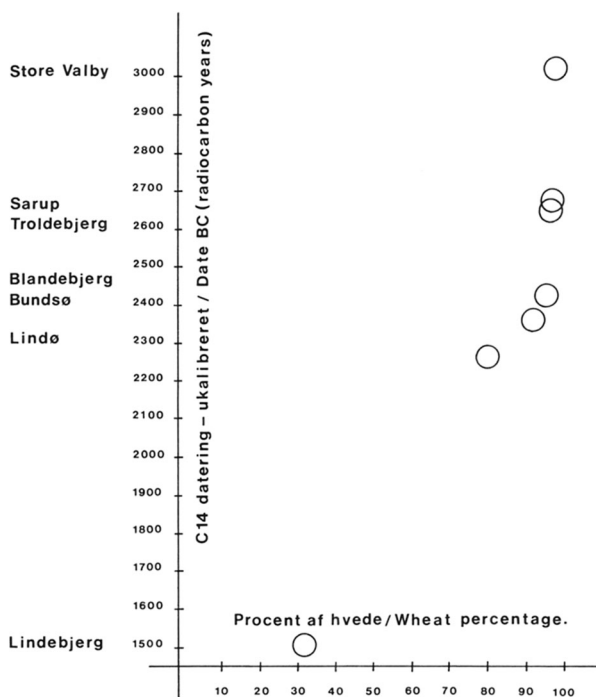 Store Valby
Sarup
Troldebjerg
Blandebjerg
Bundsø
Lindø
Lindebjerg
3000
2900
2800
2700
2600
2500
2400
2300
2200
2100
2000
1900
1800
1700
1600
1500
C14 datering – ukalibreret / Date BC (radiocarbon years)
Procent af hvede/Wheat percentage.
10 20 30 40 50 60 70 80 90 100